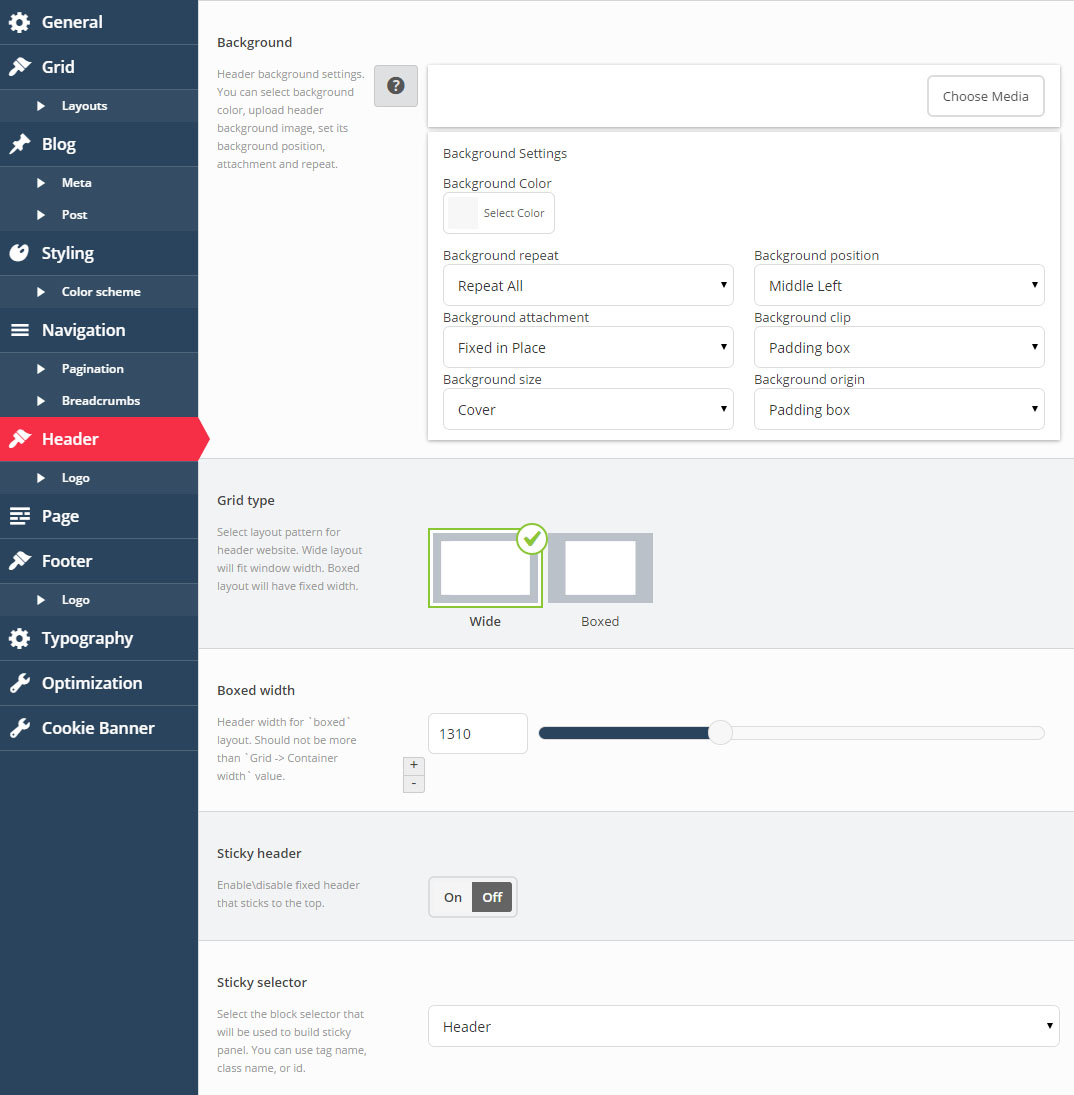 General
Grid
Layouts
Blog
Meta
Post
Styling
Color scheme
Navigation
Pagination
Breadcrumbs
Header
Logo
Page
Footer
Logo
Typography
Optimization
Cookie Banner
Background
Header background settings.
You can select background
color, upload header
background image, set its
background position,
attachment and repeat.
?
Choose Media
Background Settings
Background Color
Select Color
Background repeat
Background position
Repeat All
Middle Left
Background attachment
Background clip
Fixed in Place
Padding box
Background size
Background origin
Cover
Padding box
Grid type
Select layout pattern for
header website. Wide layout
will fit window width. Boxed
layout will have fixed width.
Wide
Boxed
Boxed width
Header width for `boxed`
layout. Should not be more
than `Grid -> Container
width` value.
+
-
1310
Sticky header
Enable\disable fixed header
that sticks to the top.
On Off
Sticky selector
Select the block selector that
will be used to build sticky
panel. You can use tag name,
class name, or id.
Header